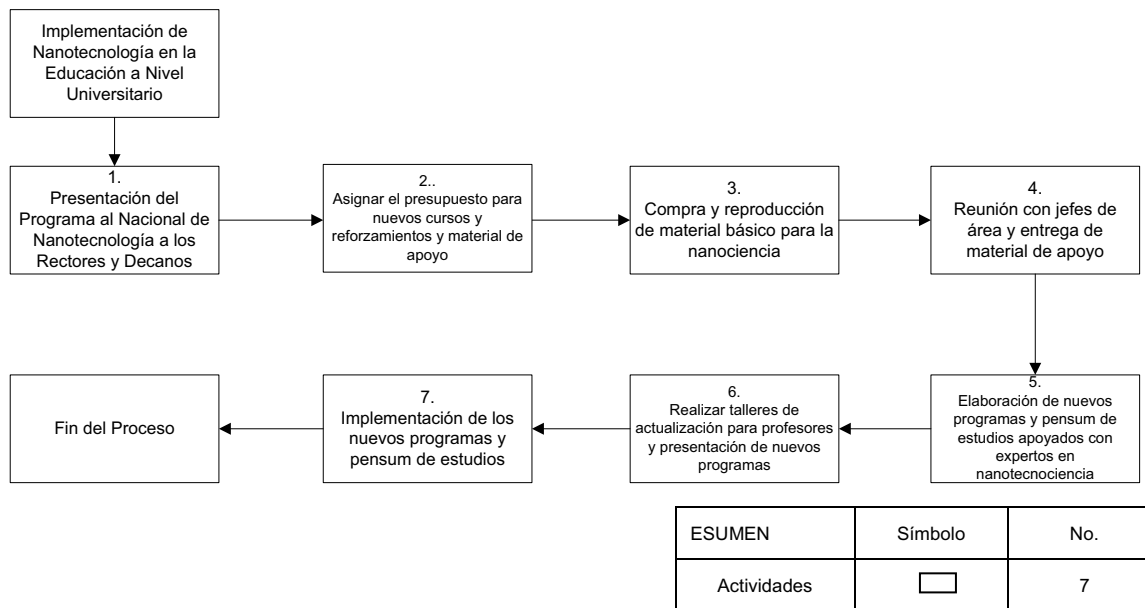 Implementación de
Nanotecnología en la
Educación a Nivel
Universitario
1.
Presentación del
Programa al Nacional de
Nanotecnología a los
Rectores y Decanos
2..
Asignar el presupuesto para
nuevos cursos y
reforzamientos y material de
apoyo
3.
Compra y reproducción
de material básico para la
nanociencia
4.
Reunión con jefes de
área y entrega de
material de apoyo
5.
Elaboración de nuevos
programas y pensum de
estudios apoyados con
expertos en
nanotecnociencia
6.
Realizar talleres de
actualización para profesores
y presentación de nuevos
programas
7.
Implementación de los
nuevos programas y
pensum de estudios
Fin del Proceso
ESUMEN Símbolo No.
Actividades 7